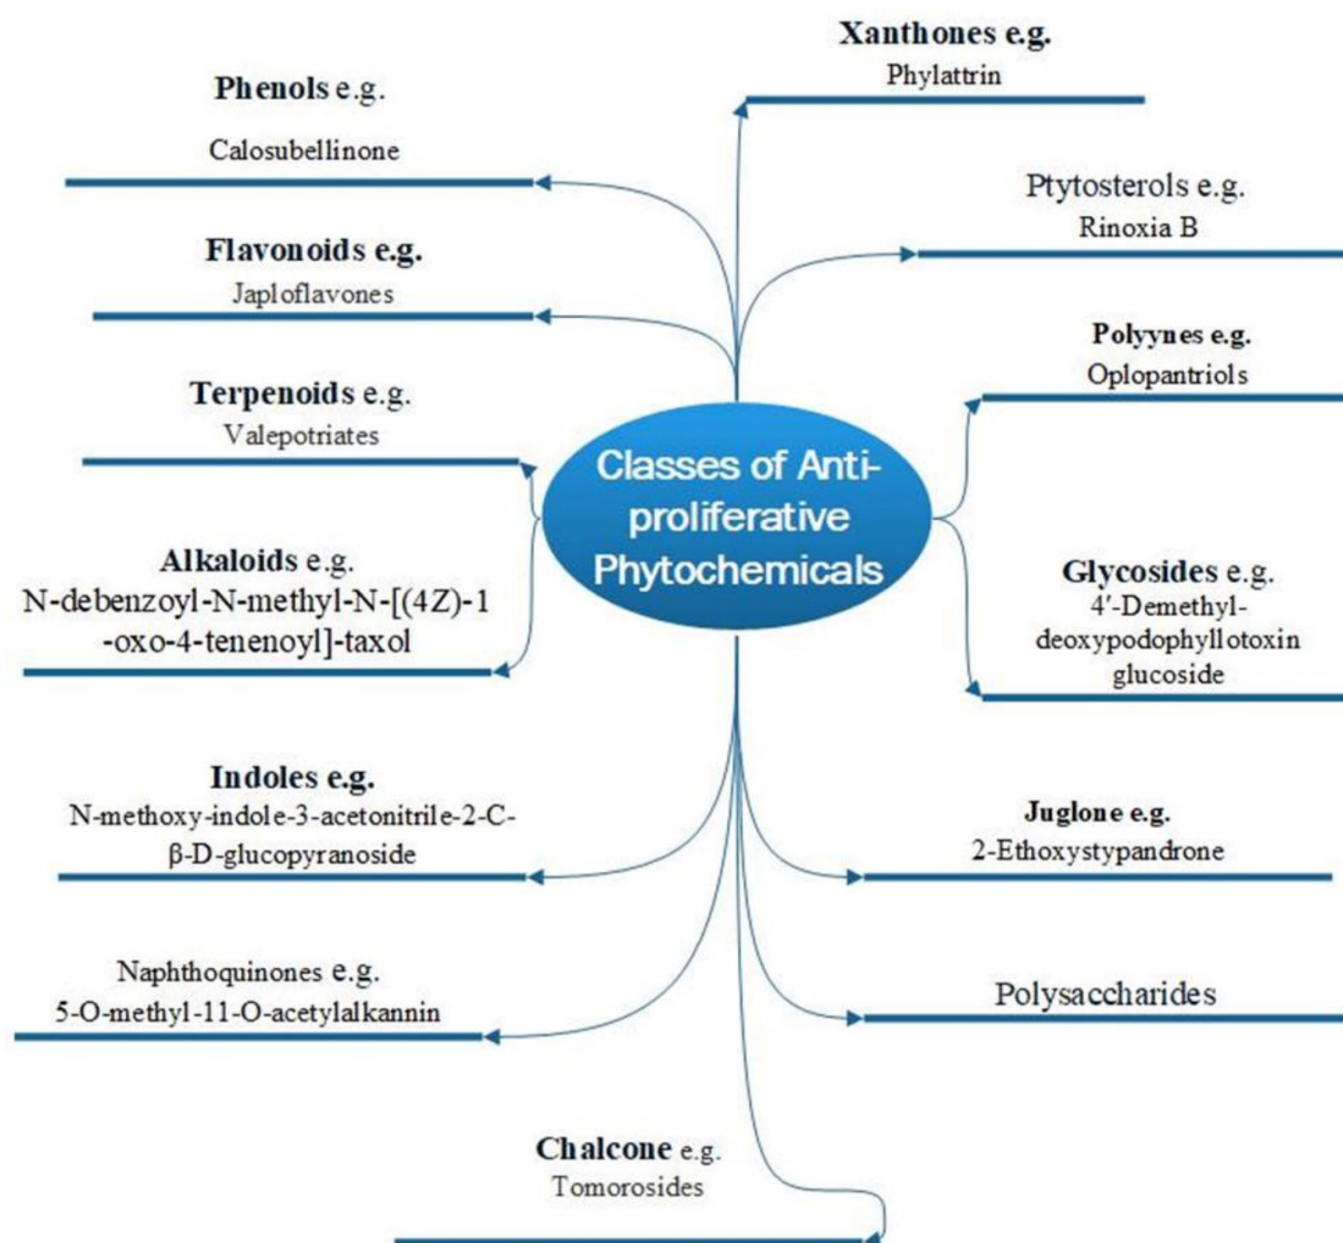 Xanthones e.g.
Phylattrin
Phenols e.g.
Calosubellinone
Ptytosterols e.g.
Rinoxia B
Flavonoids e.g.
Japloflavones
Polyynes e.g.
Oplopantriols
Terpenoids e.g.
Valepotriates
Classes of Anti-
proliferative
Phytochemicals
Alkaloids e.g.
N-debenzoyl-N-methyl-N-[(4Z)-1
-oxo-4-tenenoyl]-taxol
Glycosides e.g.
4′-Demethyl-
deoxypodophyllotoxin
glucoside
Indoles e.g.
N-methoxy-indole-3-acetonitrile-2-C-
β-D-glucopyranoside
Juglone e.g.
2-Ethoxystypandrone
Naphthoquinones e.g.
5-O-methyl-11-O-acetylalkannin
Polysaccharides
Chalcone e.g.
Tomorosides